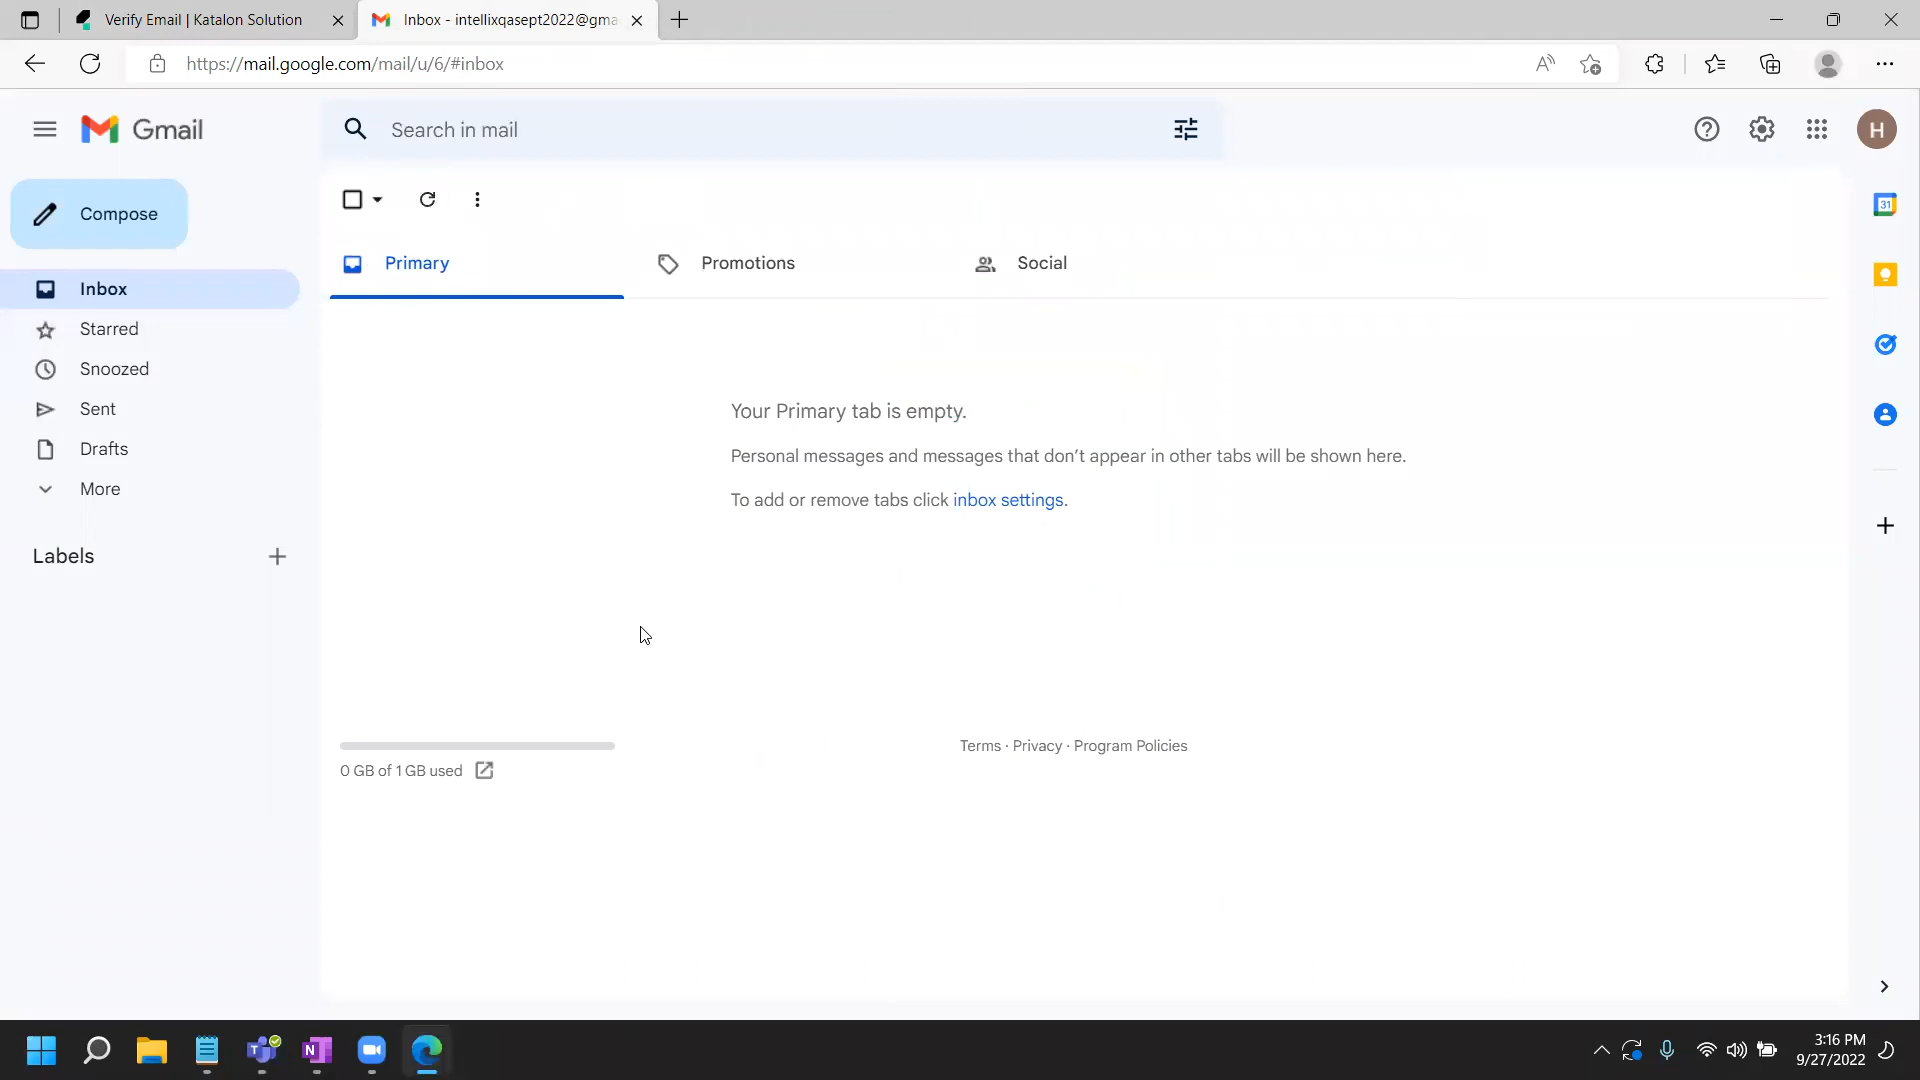 Verify Email | Katalon Solution
Inbox - intellixqasept2022@gma
https://mail.google.com/mail/u/6/#inbox
Gmail
Search in mail
H
Compose
31
Primary
Promotions
Social
Inbox
Starred
Snoozed
Sent
Drafts
More
Labels
Your Primary tab is empty.
Personal messages and messages that don't appear in other tabs will be shown here.
To add or remove tabs click inbox settings.
Terms · Privacy · Program Policies
0 GB of 1 GB used
3:16 PM
9/27/2022